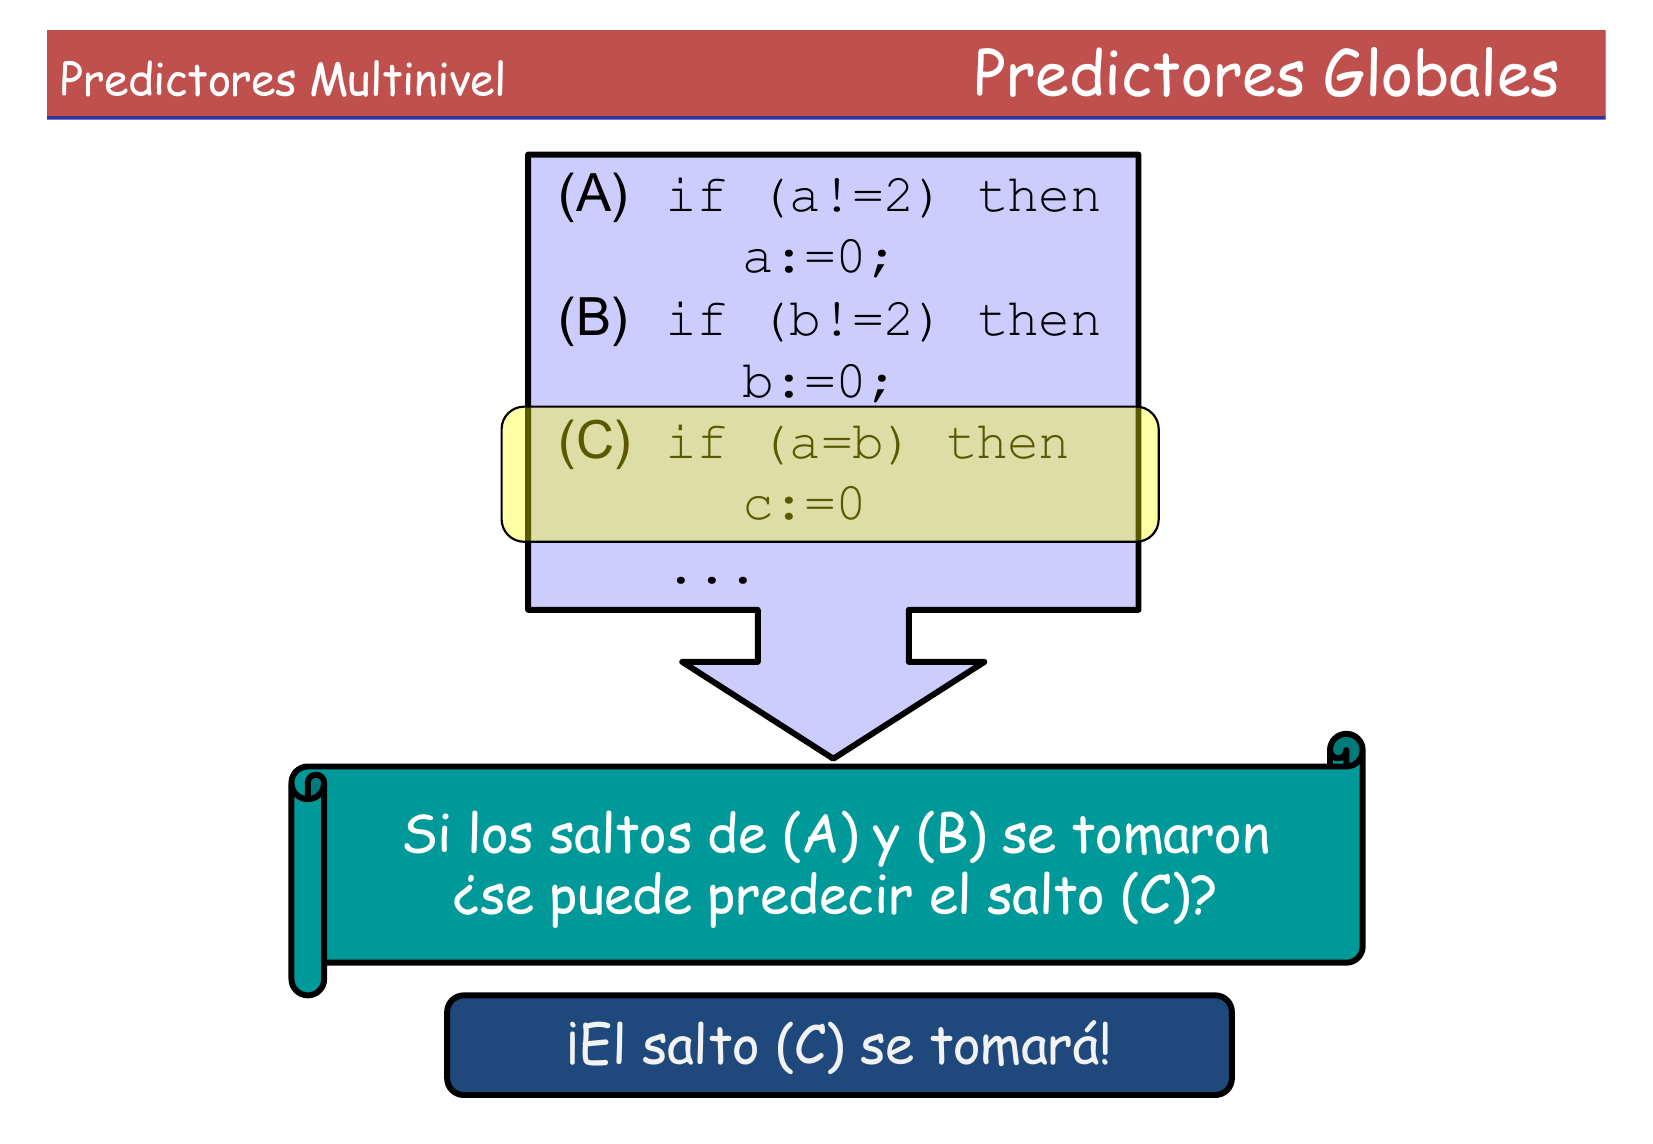 Predictores Multinivel
Predictores Globales
(A) if (a!=2) then
a:=0;
(B) if (b!=2) then
b:=0;
(C) if (a=b) then
c:=0
...
Si los saltos de (A) y (B) se tomaron
¿se puede predecir el salto (C)?
¡El salto (C) se tomará!